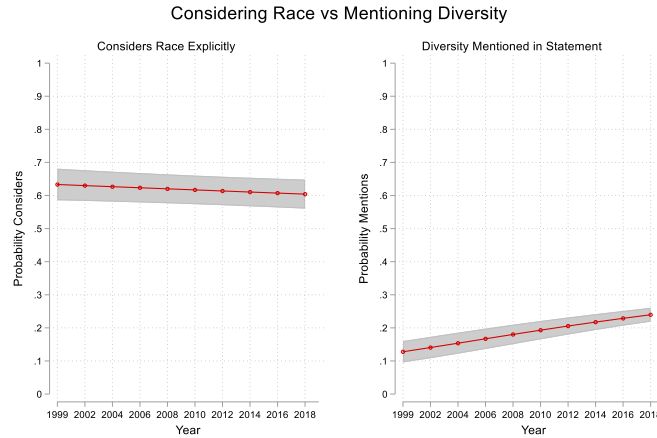 Considering Race vs Mentioning Diversity
Considers Race Explicitly
Probability Considers
1
.9
.8
.7
.6
.5
.4
.3
.2
.1
0
1999 2002 2004 2006 2008 2010 2012 2014 2016 2018
Year
Diversity Mentioned in Statement
Probability Mentions
1
.9
.8
.7
.6
.5
.4
.3
.2
.1
0
1999 2002 2004 2006 2008 2010 2012 2014 2016 201
Year